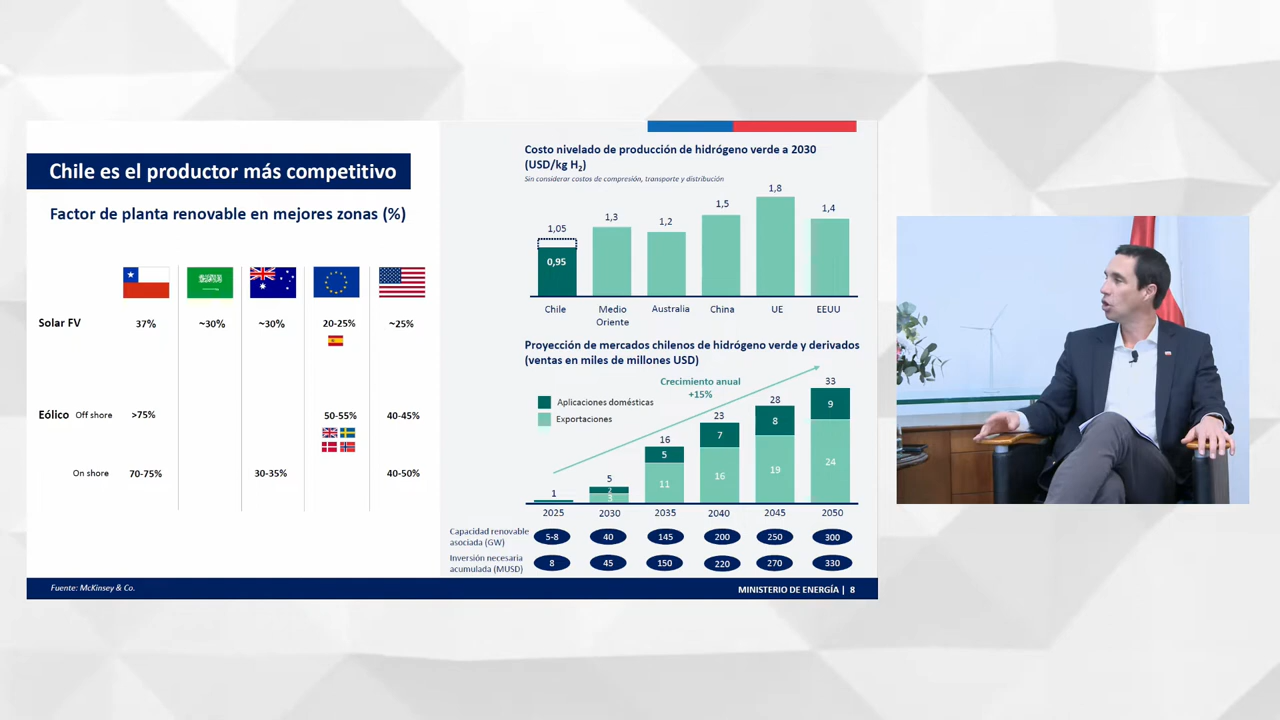 Chile es el productor más competitivo
Factor de planta renovable en mejores zonas (%)
Solar FV 37% ~30% ~30% 20-25% ~25%
Eólico Off shore >75% 50-55% 40-45%
On shore 70-75% 30-35% 40-50%
Costo nivelado de producción de hidrógeno verde a 2030
(USD/kg H₂)
Sin considerar costos de compresión, transporte y distribución
1,05 1,3 1,2 1,5 1,8 1,4
0,95
Chile Medio Oriente Australia China UE EEUU
Proyección de mercados chilenos de hidrógeno verde y derivados
(ventas en miles de millones USD)
Crecimiento anual
+15%
Aplicaciones domésticas
Exportaciones
1 5 16 23 28 33
2 5 7 8 9
3 11 16 19 24
2025 2030 2035 2040 2045 2050
Capacidad renovable
asociada (GW)
5-8 40 145 200 250 300
Inversión necesaria
acumulada (MUSD)
8 45 150 220 270 330
Fuente: McKinsey & Co.
MINISTERIO DE ENERGÍA | 8